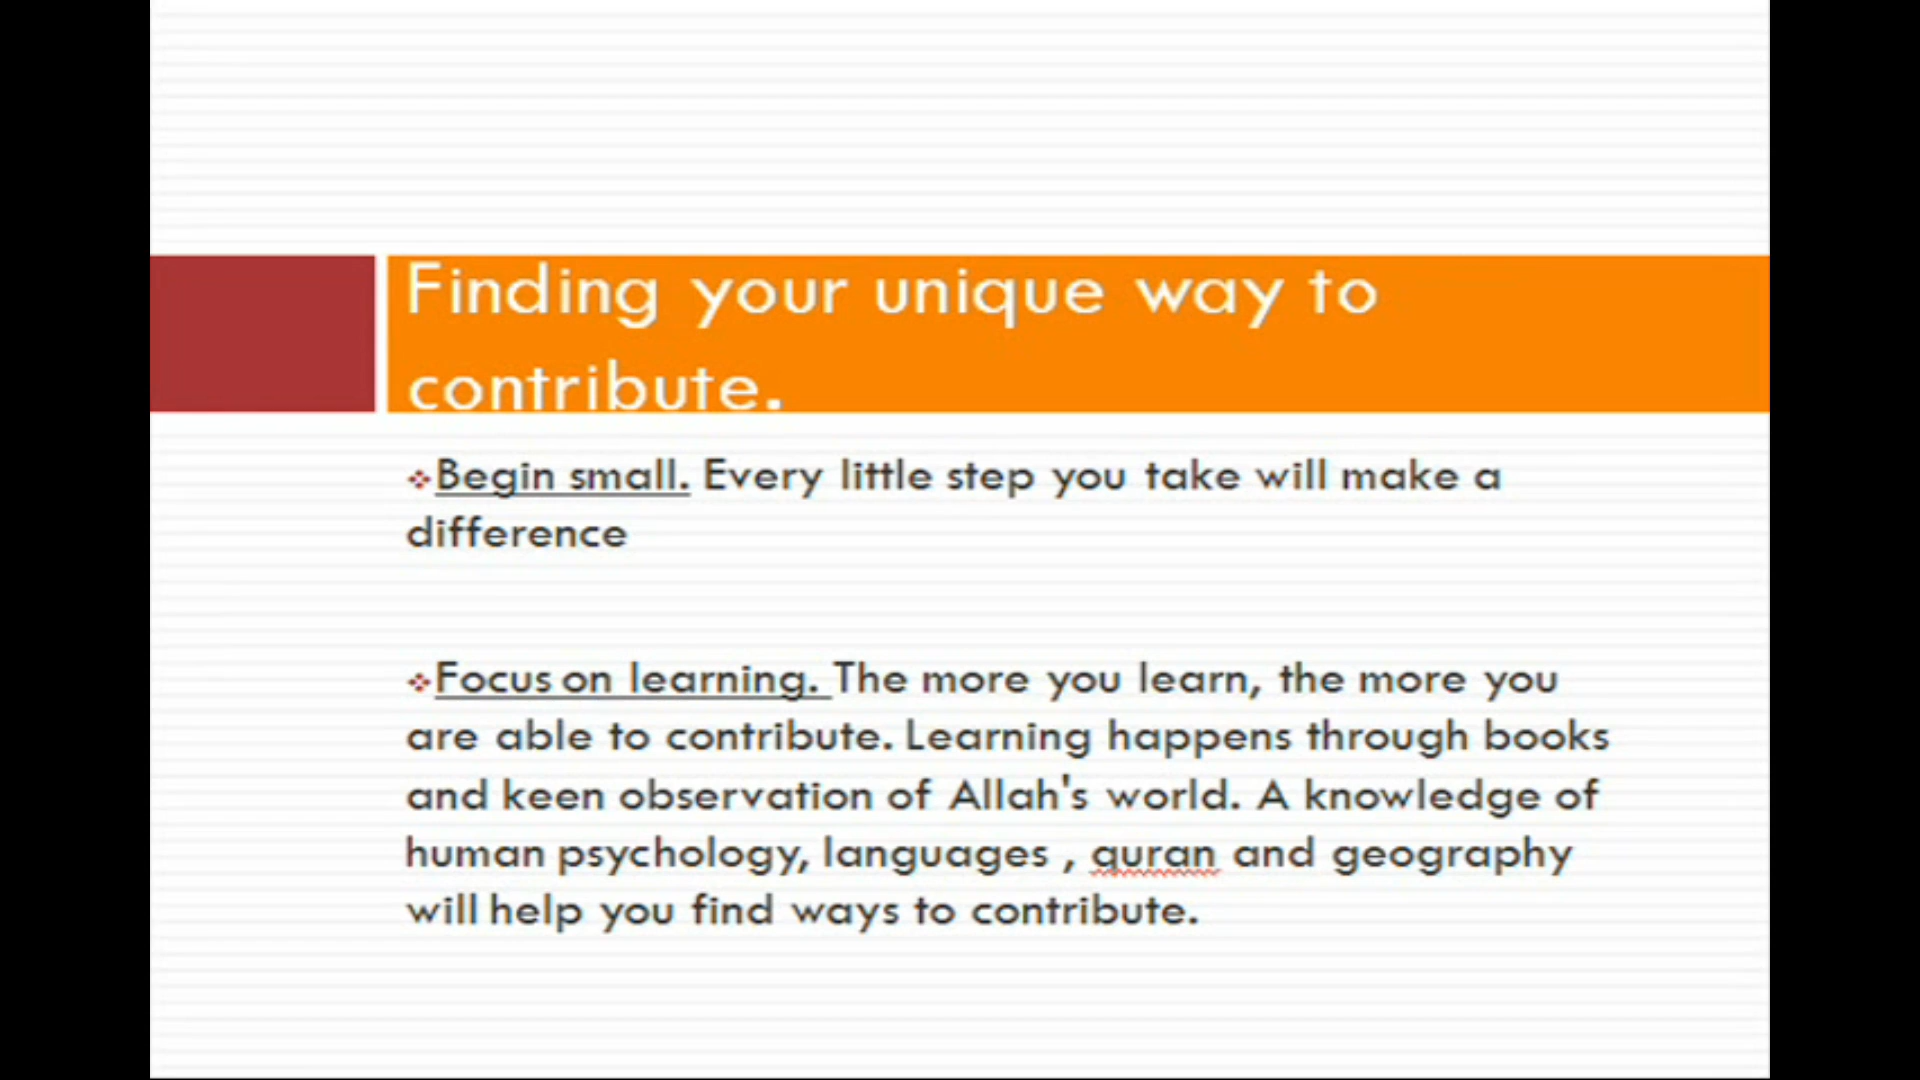 Finding your unique way to
contribute.
❖Begin small. Every little step you take will make a
difference
❖Focus on learning. The more you learn, the more you
are able to contribute. Learning happens through books
and keen observation of Allah's world. A knowledge of
human psychology, languages , quran and geography
will help you find ways to contribute.